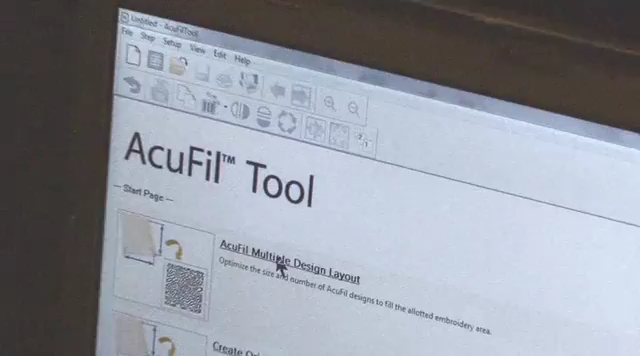 Untitled - AcuFilTool
File Step Setup View Edit Help
AcuFil™ Tool
Start Page
AcuFil Multiple Design Layout
Optimize the size and number of AcuFil designs to fill the allotted embroidery area.
Create